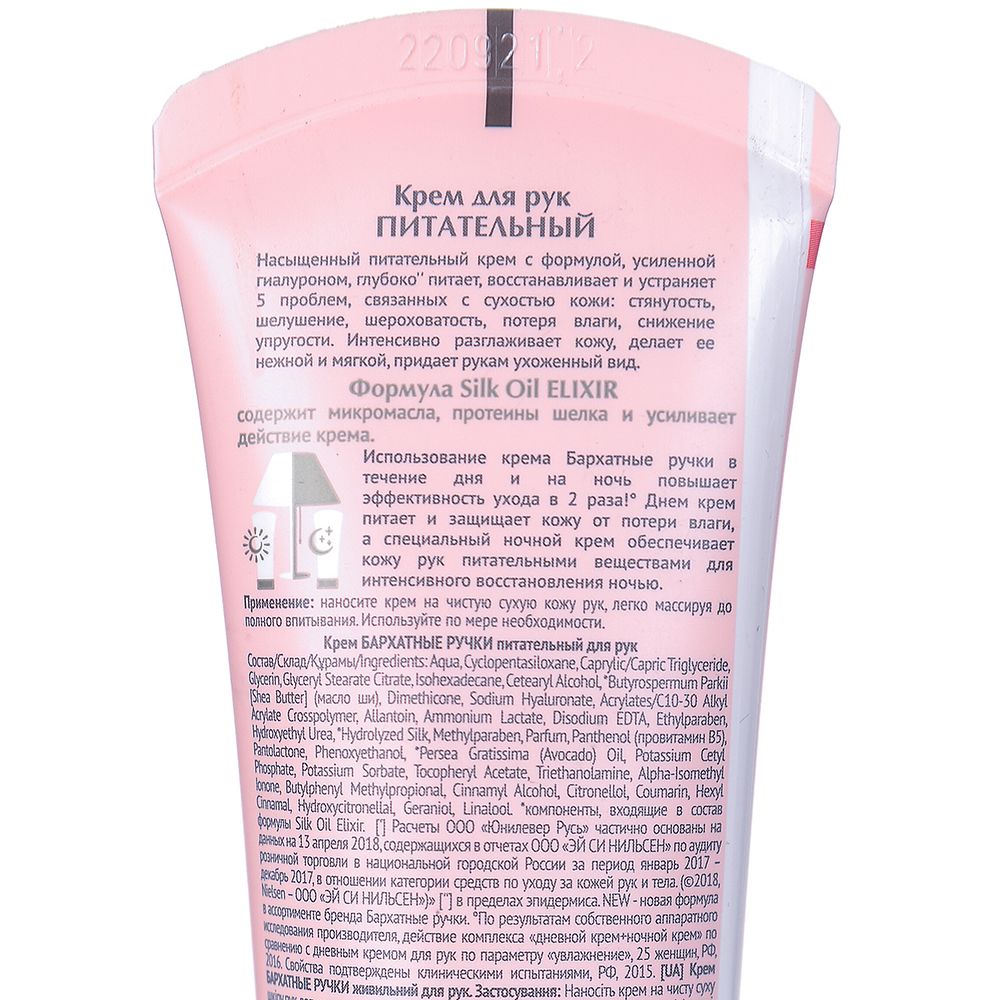 220921 2
Крем для рук
ПИТАТЕЛЬНЫЙ
Насыщенный питательный крем с формулой, усиленной
гиалуроном, глубоко'' питает, восстанавливает и устраняет
5 проблем, связанных с сухостью кожи: стянутость,
шелушение, шероховатость, потеря влаги, снижение
упругости. Интенсивно разглаживает кожу, делает ее
нежной и мягкой, придает рукам ухоженный вид.
Формула Silk Oil ELIXIR
содержит микромасла, протеины шелка и усиливает
действие крема.
Использование крема Бархатные ручки в
течение дня и на ночь повышает
эффективность ухода в 2 раза!° Днем крем
питает и защищает кожу от потери влаги,
а специальный ночной крем обеспечивает
кожу рук питательными веществами для
интенсивного восстановления ночью.
Применение: наносите крем на чистую сухую кожу рук, легко массируя до
полного впитывания. Используйте по мере необходимости.
Крем БАРХАТНЫЕ РУЧКИ питательный для рук
Состав/Склад/Құрамы/Ingredients: Aqua, Cyclopentasiloxane, Caprylic/Capric Triglyceride,
Glycerin, Glyceryl Stearate Citrate, Isohexadecane, Cetearyl Alcohol, *Butyrospermum Parkii
[Shea Butter] (масло ши), Dimethicone, Sodium Hyaluronate, Acrylates/C10-30 Alkyl
Acrylate Crosspolymer, Allantoin, Ammonium Lactate, Disodium EDTA, Ethylparaben,
Hydroxyethyl Urea, *Hydrolyzed Silk, Methylparaben, Parfum, Panthenol (провитамин B5),
Pantolactone, Phenoxyethanol, *Persea Gratissima (Avocado) Oil, Potassium Cetyl
Phosphate, Potassium Sorbate, Tocopheryl Acetate, Triethanolamine, Alpha-Isomethyl
Ionone, Butylphenyl Methylpropional, Cinnamyl Alcohol, Citronellol, Coumarin, Hexyl
Cinnamal, Hydroxycitronellal, Geraniol, Linalool. *компоненты, входящие в состав
формулы Silk Oil Elixir. ['] Расчеты ООО «Юнилевер Русь» частично основаны на
данных на 13 апреля 2018, содержащихся в отчетах ООО «ЭЙ СИ НИЛЬСЕН» по аудиту
розничной торговли в национальной городской России за период январь 2017 –
декабрь 2017, в отношении категории средств по уходу за кожей рук и тела. (©2018,
Nielsen – ООО «ЭЙ СИ НИЛЬСЕН»)» [''] в пределах эпидермиса. NEW - новая формула
в ассортименте бренда Бархатные ручки. °По результатам собственного аппаратного
исследования производителя, действие комплекса «дневной крем+ночной крем» по
сравнению с дневным кремом для рук по параметру «увлажнение», 25 женщин, РФ,
2016. Свойства подтверждены клиническими испытаниями, РФ, 2015. [UA] Крем
БАРХАТНЫЕ РУЧКИ живильний для рук. Застосування: Наносіть крем на чисту суху